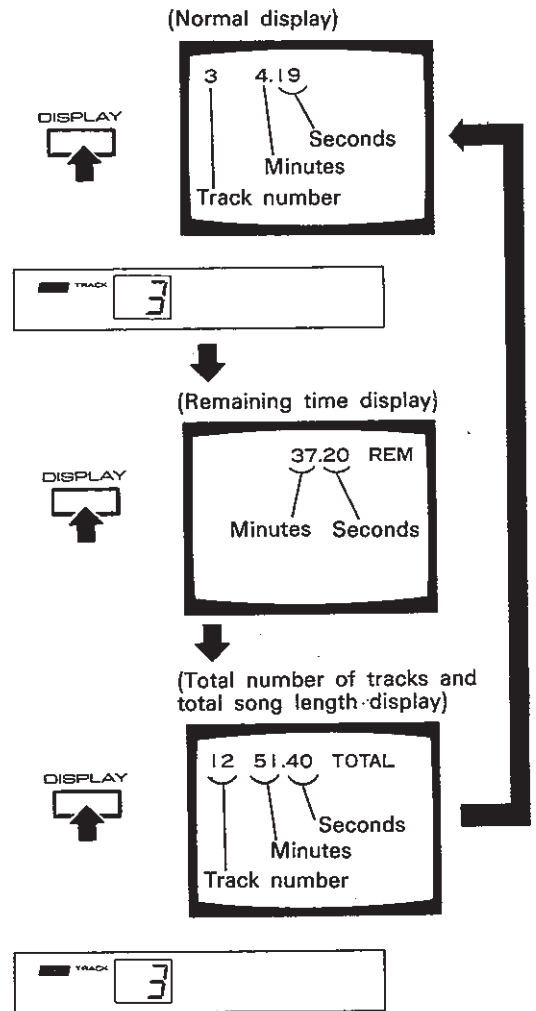 (Normal display)
3 4.19
DISPLAY
Seconds
Minutes
Track number
TRACK 3
(Remaining time display)
37.20 REM
DISPLAY
Minutes Seconds
(Total number of tracks and
total song length display)
12 51.40 TOTAL
DISPLAY
Seconds
Minutes
Track number
TRACK 3